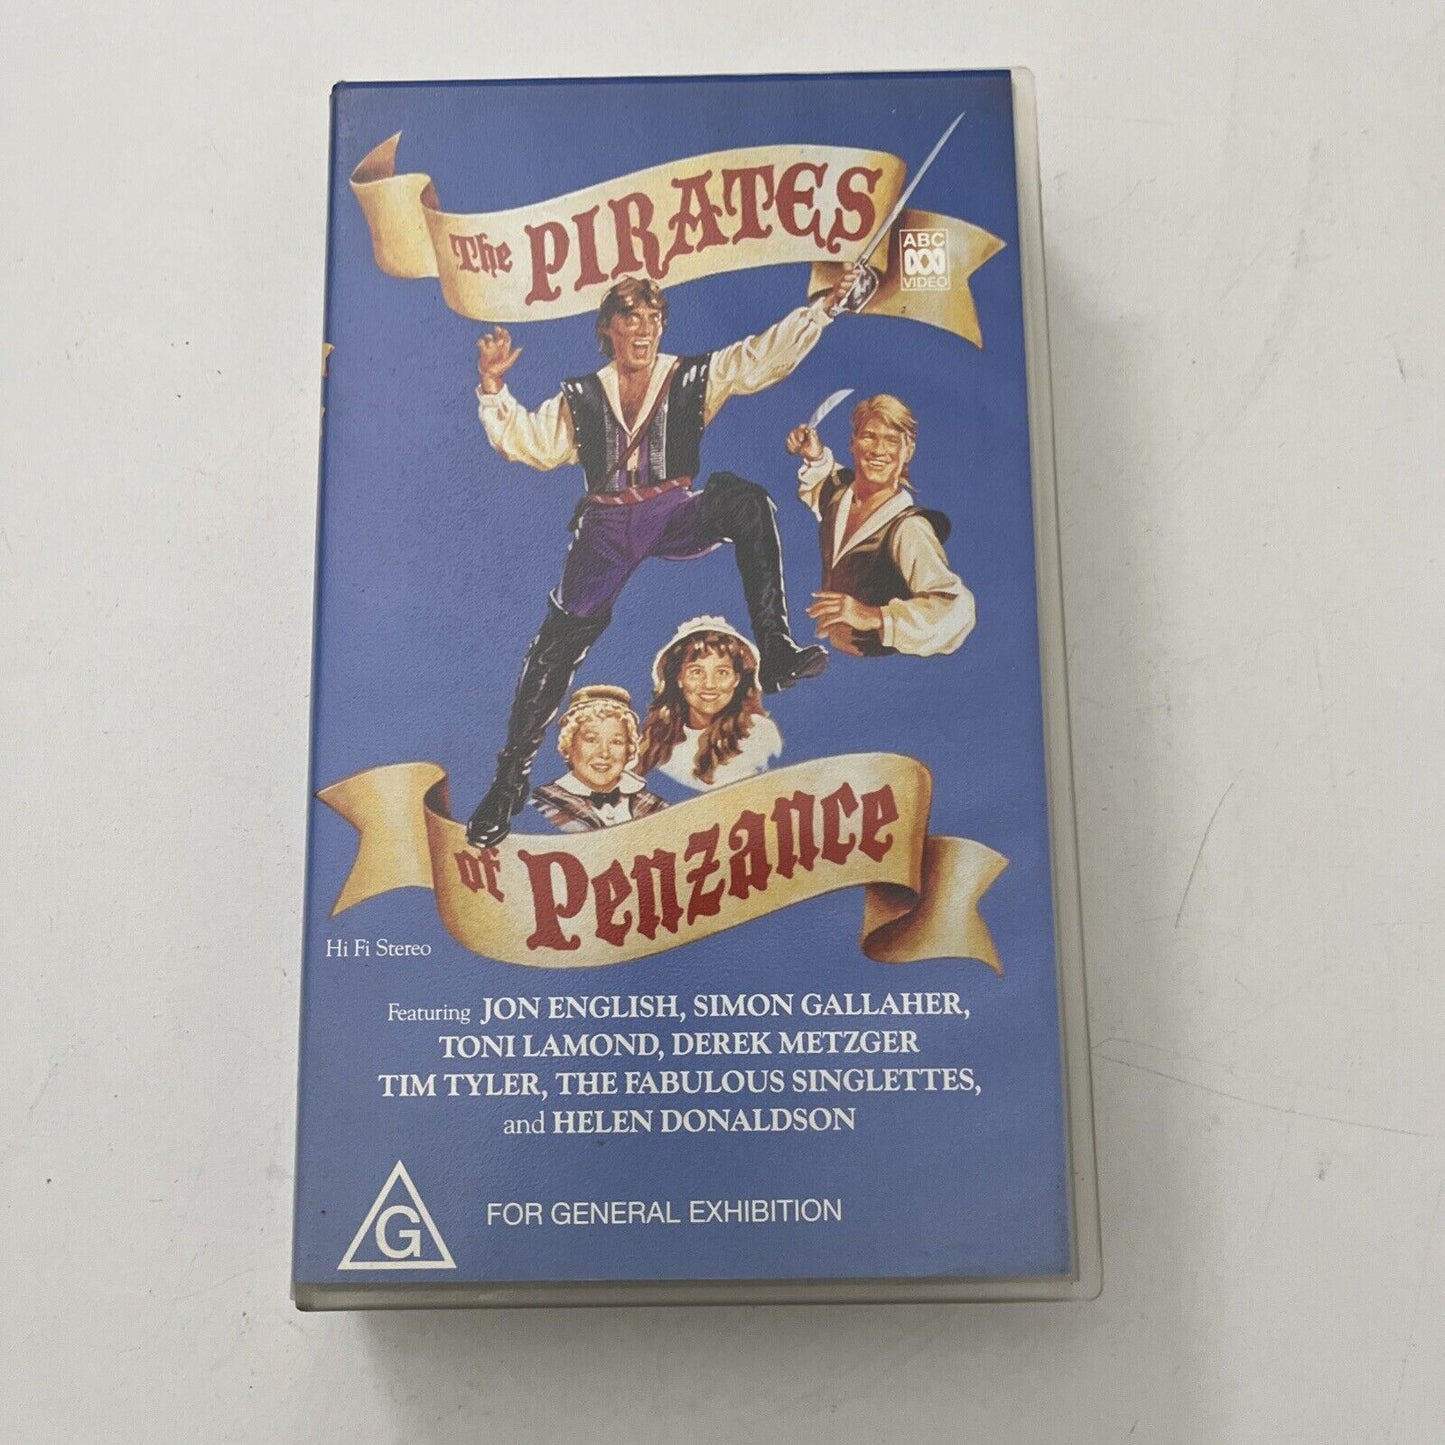 The PIRATES
ABC
VIDEO
of Penzance
Hi Fi Stereo
Featuring JON ENGLISH, SIMON GALLAHER,
TONI LAMOND, DEREK METZGER
TIM TYLER, THE FABULOUS SINGLETTES,
and HELEN DONALDSON
G
FOR GENERAL EXHIBITION